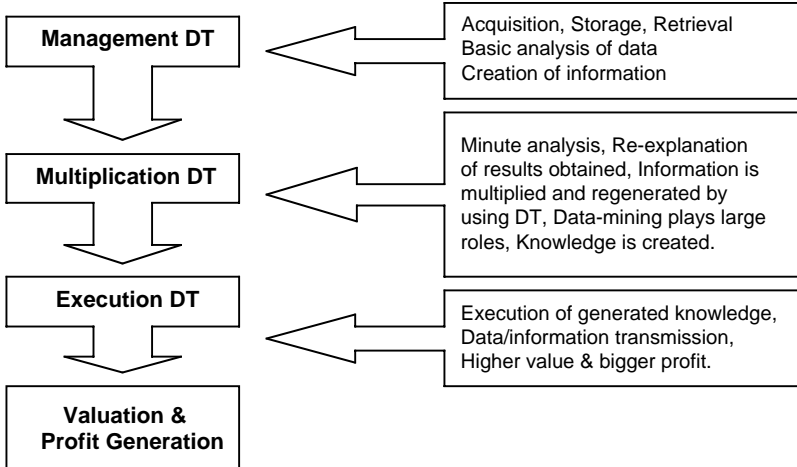 Management DT
Acquisition, Storage, Retrieval
Basic analysis of data
Creation of information
Multiplication DT
Minute analysis, Re-explanation
of results obtained, Information is
multiplied and regenerated by
using DT, Data-mining plays large
roles, Knowledge is created.
Execution DT
Execution of generated knowledge,
Data/information transmission,
Higher value & bigger profit.
Valuation &
Profit Generation